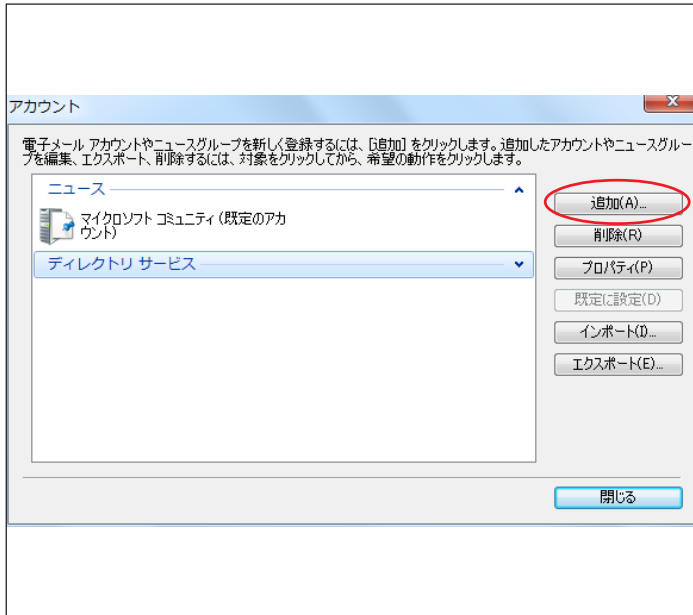 アカウント
電子メール アカウントやニュースグループを新しく登録するには、[追加] をクリックします。追加したアカウントやニュースグルー
プを編集、エクスポート、削除するには、対象をクリックしてから、希望の動作をクリックします。
ニュース
マイクロソフト コミュニティ (既定のアカ
ウント)
ディレクトリ サービス
追加(A)...
削除(R)
プロパティ(P)
既定に設定(D)
インポート(I)...
エクスポート(E)...
閉じる